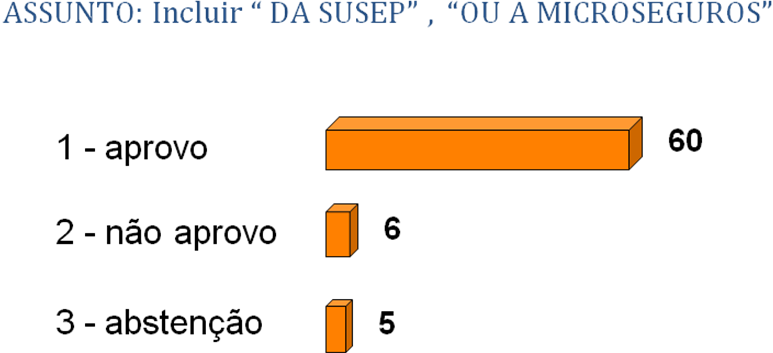 ASSUNTO: Incluir “ DA SUSEP” , “OU A MICROSEGUROS”
1 - aprovo 60
2 - não aprovo 6
3 - abstenção 5